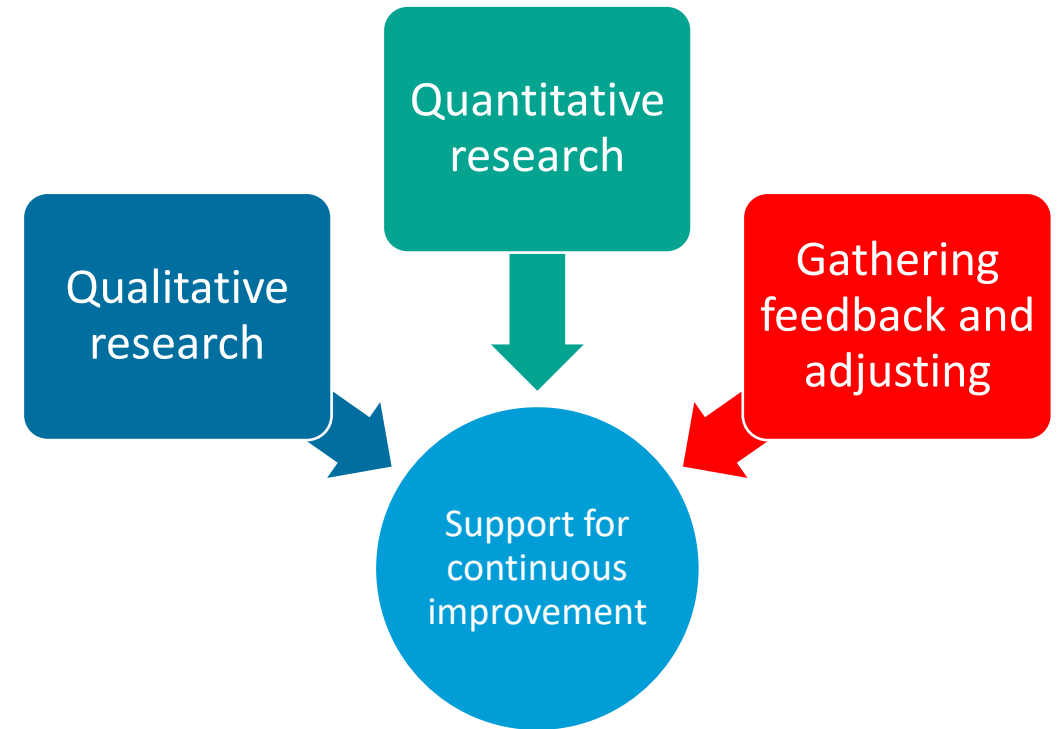 Quantitative
research
Qualitative
research
Gathering
feedback and
adjusting
Support for
continuous
improvement